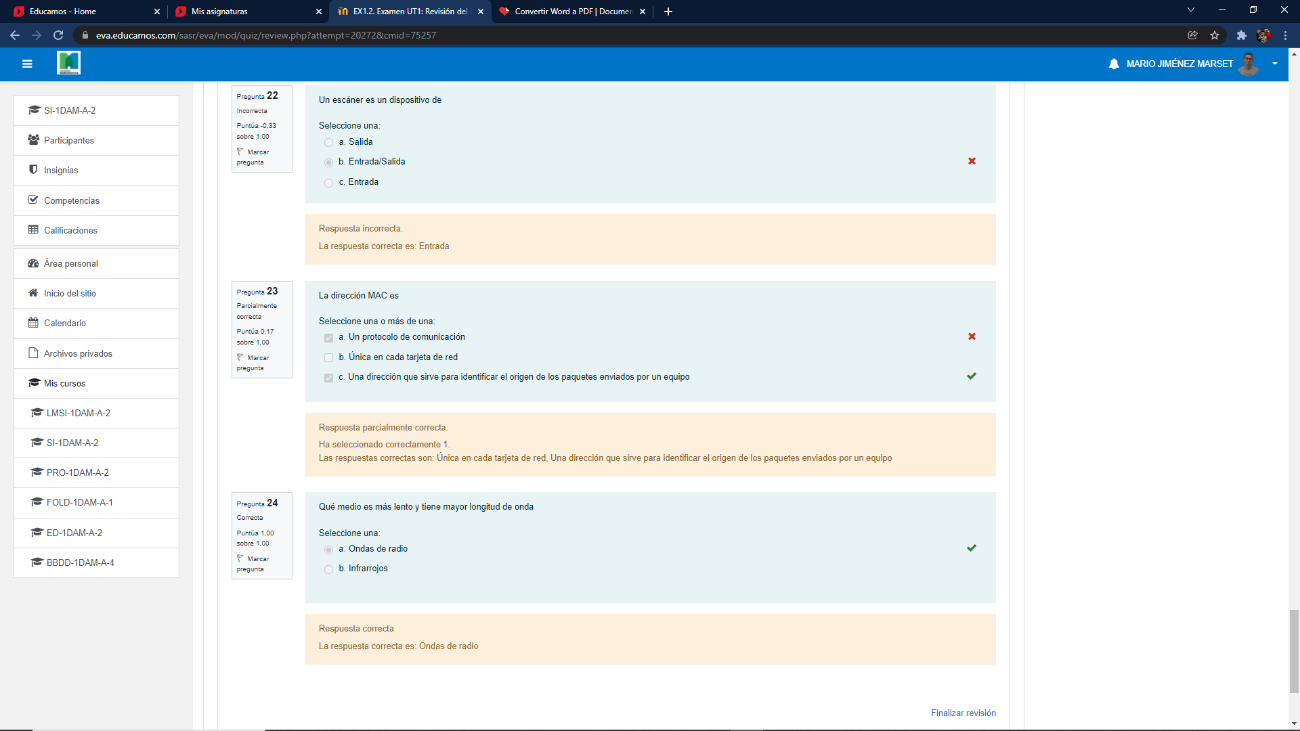 Educamos - Home
Mis asignaturas
EX1.2. Examen UT1: Revisión del
Convertir Word a PDF | Documen
eva.educamos.com/sasr/eva/mod/quiz/review.php?attempt=20272&cmid=75257
MARIO JIMÉNEZ MARSET
SI-1DAM-A-2
Participantes
Insignias
Competencias
Calificaciones
Área personal
Inicio del sitio
Calendario
Archivos privados
Mis cursos
LMSI-1DAM-A-2
SI-1DAM-A-2
PRO-1DAM-A-2
FOLD-1DAM-A-1
ED-1DAM-A-2
BBDD-1DAM-A-4
Pregunta 22
Incorrecta
Puntúa -0,33
sobre 1,00
Marcar
pregunta
Un escáner es un dispositivo de
Seleccione una:
a. Salida
b. Entrada/Salida
c. Entrada
Respuesta incorrecta.
La respuesta correcta es: Entrada
Pregunta 23
Parcialmente
correcta
Puntúa 0,17
sobre 1,00
Marcar
pregunta
La dirección MAC es
Seleccione una o más de una:
a. Un protocolo de comunicación
b. Única en cada tarjeta de red
c. Una dirección que sirve para identificar el origen de los paquetes enviados por un equipo
Respuesta parcialmente correcta.
Ha seleccionado correctamente 1.
Las respuestas correctas son: Única en cada tarjeta de red, Una dirección que sirve para identificar el origen de los paquetes enviados por un equipo
Pregunta 24
Correcta
Puntúa 1,00
sobre 1,00
Marcar
pregunta
Qué medio es más lento y tiene mayor longitud de onda
Seleccione una:
a. Ondas de radio
b. Infrarrojos
Respuesta correcta
La respuesta correcta es: Ondas de radio
Finalizar revisión